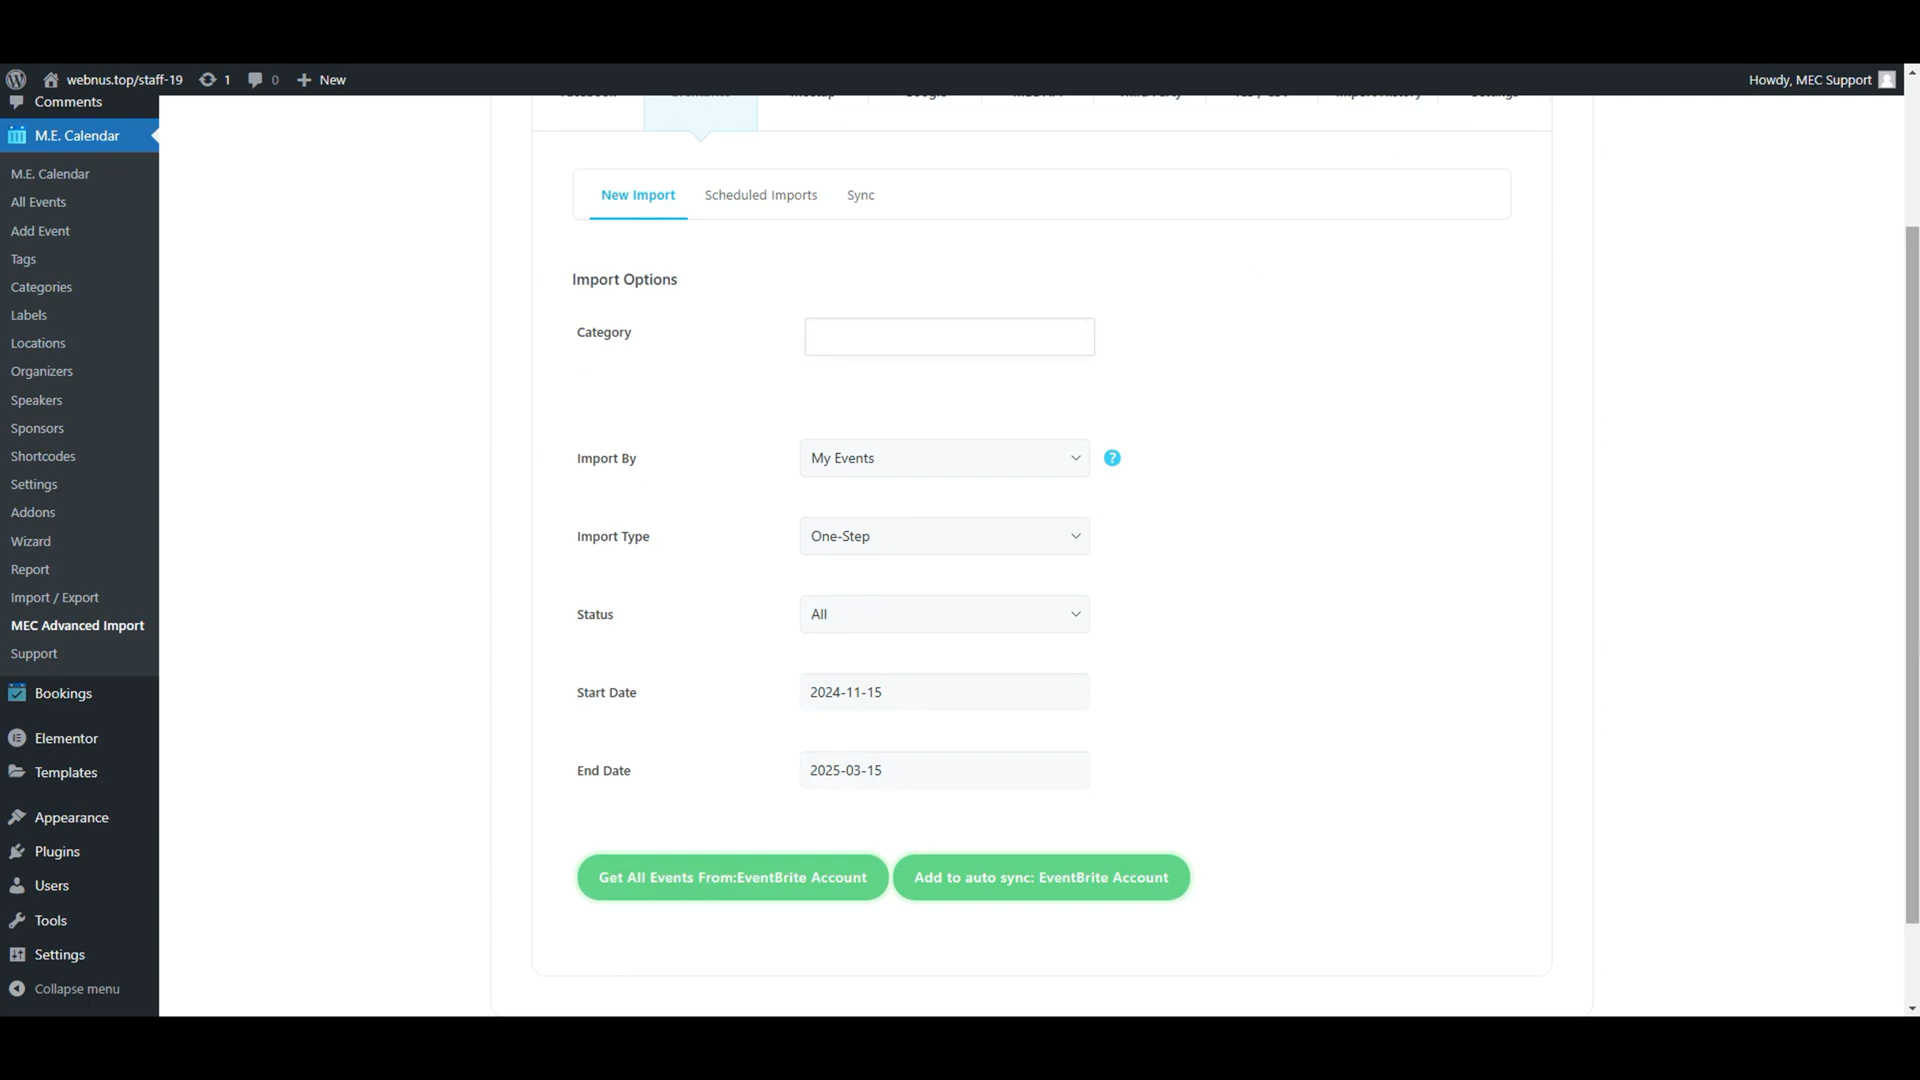 webnus.top/staff-19 1 0 New Howdy, MEC Support
Comments
M.E. Calendar
M.E. Calendar
All Events
Add Event
Tags
Categories
Labels
Locations
Organizers
Speakers
Sponsors
Shortcodes
Settings
Addons
Wizard
Report
Import / Export
MEC Advanced Import
Support
Bookings
Elementor
Templates
Appearance
Plugins
Users
Tools
Settings
Collapse menu
New Import Scheduled Imports Sync
Import Options
Category
Import By My Events ?
Import Type One-Step
Status All
Start Date 2024-11-15
End Date 2025-03-15
Get All Events From:EventBrite Account Add to auto sync: EventBrite Account